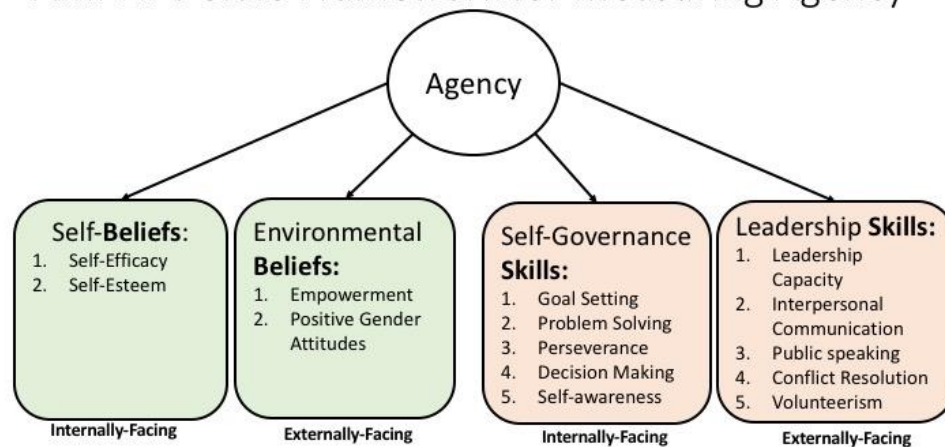 Agency
Self-Beliefs:
1. Self-Efficacy
2. Self-Esteem
Internally-Facing
Environmental
Beliefs:
1. Empowerment
2. Positive Gender
Attitudes
Externally-Facing
Self-Governance
Skills:
1. Goal Setting
2. Problem Solving
3. Perseverance
4. Decision Making
5. Self-awareness
Internally-Facing
Leadership Skills:
1. Leadership
Capacity
2. Interpersonal
Communication
3. Public speaking
4. Conflict Resolution
5. Volunteerism
Externally-Facing